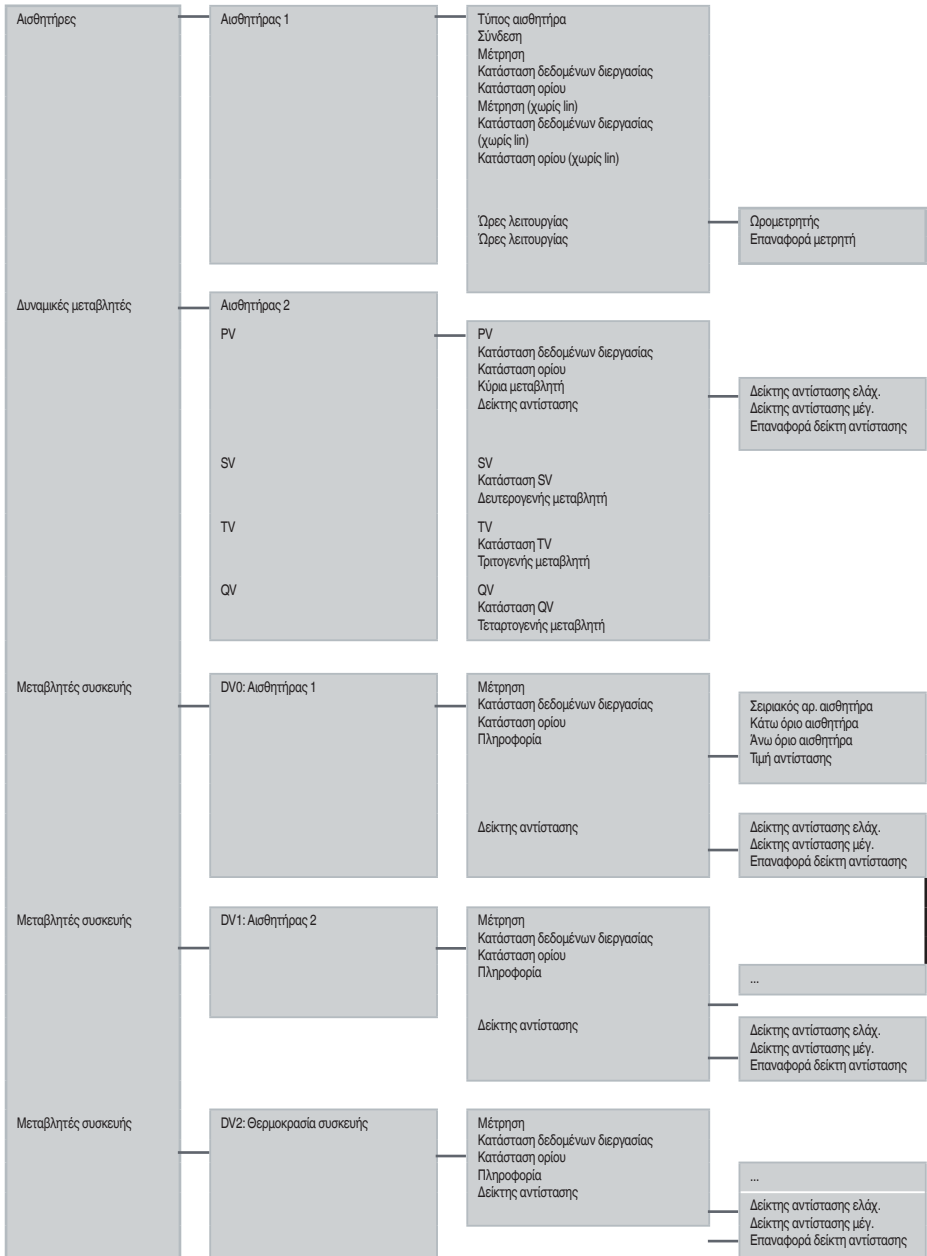 Αισθητήρες
Αισθητήρας 1
Τύπος αισθητήρα
Σύνδεση
Μέτρηση
Κατάσταση δεδομένων διεργασίας
Κατάσταση ορίου
Μέτρηση (χωρίς lin)
Κατάσταση δεδομένων διεργασίας
(χωρίς lin)
Κατάσταση ορίου (χωρίς lin)
Ώρες λειτουργίας
Ώρες λειτουργίας
Ωρομετρητής
Επαναφορά μετρητή
Δυναμικές μεταβλητές
Αισθητήρας 2
PV
PV
Κατάσταση δεδομένων διεργασίας
Κατάσταση ορίου
Κύρια μεταβλητή
Δείκτης αντίστασης
Δείκτης αντίστασης ελάχ.
Δείκτης αντίστασης μέγ.
Επαναφορά δείκτη αντίστασης
SV
SV
Κατάσταση SV
Δευτερογενής μεταβλητή
TV
TV
Κατάσταση TV
Τριτογενής μεταβλητή
QV
QV
Κατάσταση QV
Τεταρτογενής μεταβλητή
Μεταβλητές συσκευής
DV0: Αισθητήρας 1
Μέτρηση
Κατάσταση δεδομένων διεργασίας
Κατάσταση ορίου
Πληροφορία
Σειριακός αρ. αισθητήρα
Κάτω όριο αισθητήρα
Άνω όριο αισθητήρα
Τιμή αντίστασης
Δείκτης αντίστασης
Δείκτης αντίστασης ελάχ.
Δείκτης αντίστασης μέγ.
Επαναφορά δείκτη αντίστασης
Μεταβλητές συσκευής
DV1: Αισθητήρας 2
Μέτρηση
Κατάσταση δεδομένων διεργασίας
Κατάσταση ορίου
Πληροφορία
...
Δείκτης αντίστασης
Δείκτης αντίστασης ελάχ.
Δείκτης αντίστασης μέγ.
Επαναφορά δείκτη αντίστασης
Μεταβλητές συσκευής
DV2: Θερμοκρασία συσκευής
Μέτρηση
Κατάσταση δεδομένων διεργασίας
Κατάσταση ορίου
Πληροφορία
Δείκτης αντίστασης
...
Δείκτης αντίστασης ελάχ.
Δείκτης αντίστασης μέγ.
Επαναφορά δείκτη αντίστασης